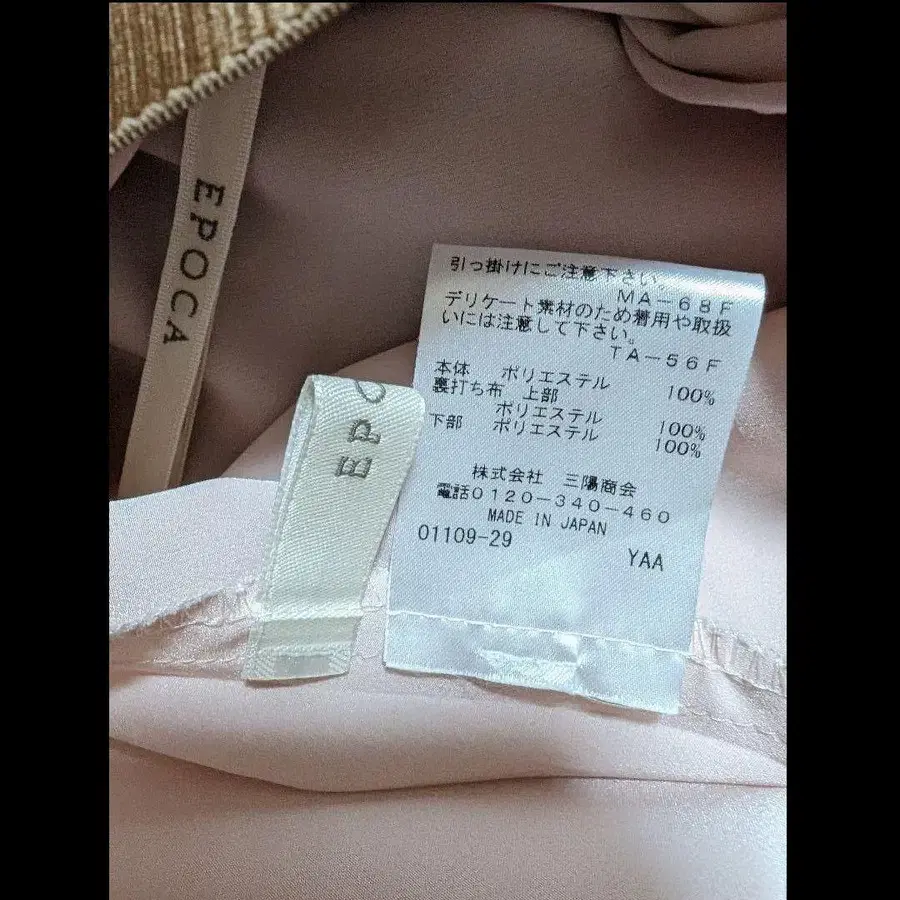 EPOCA
EPO
引っ掛けにご注意下さい。
MA-68F
デリケート素材のため着用や取扱
いには注意して下さい。
TA-56F
本体 ポリエステル 100%
裏打ち布 上部
ポリエステル 100%
下部 ポリエステル 100%
株式会社 三陽商会
電話0120-340-460
MADE IN JAPAN
01109-29 YAA